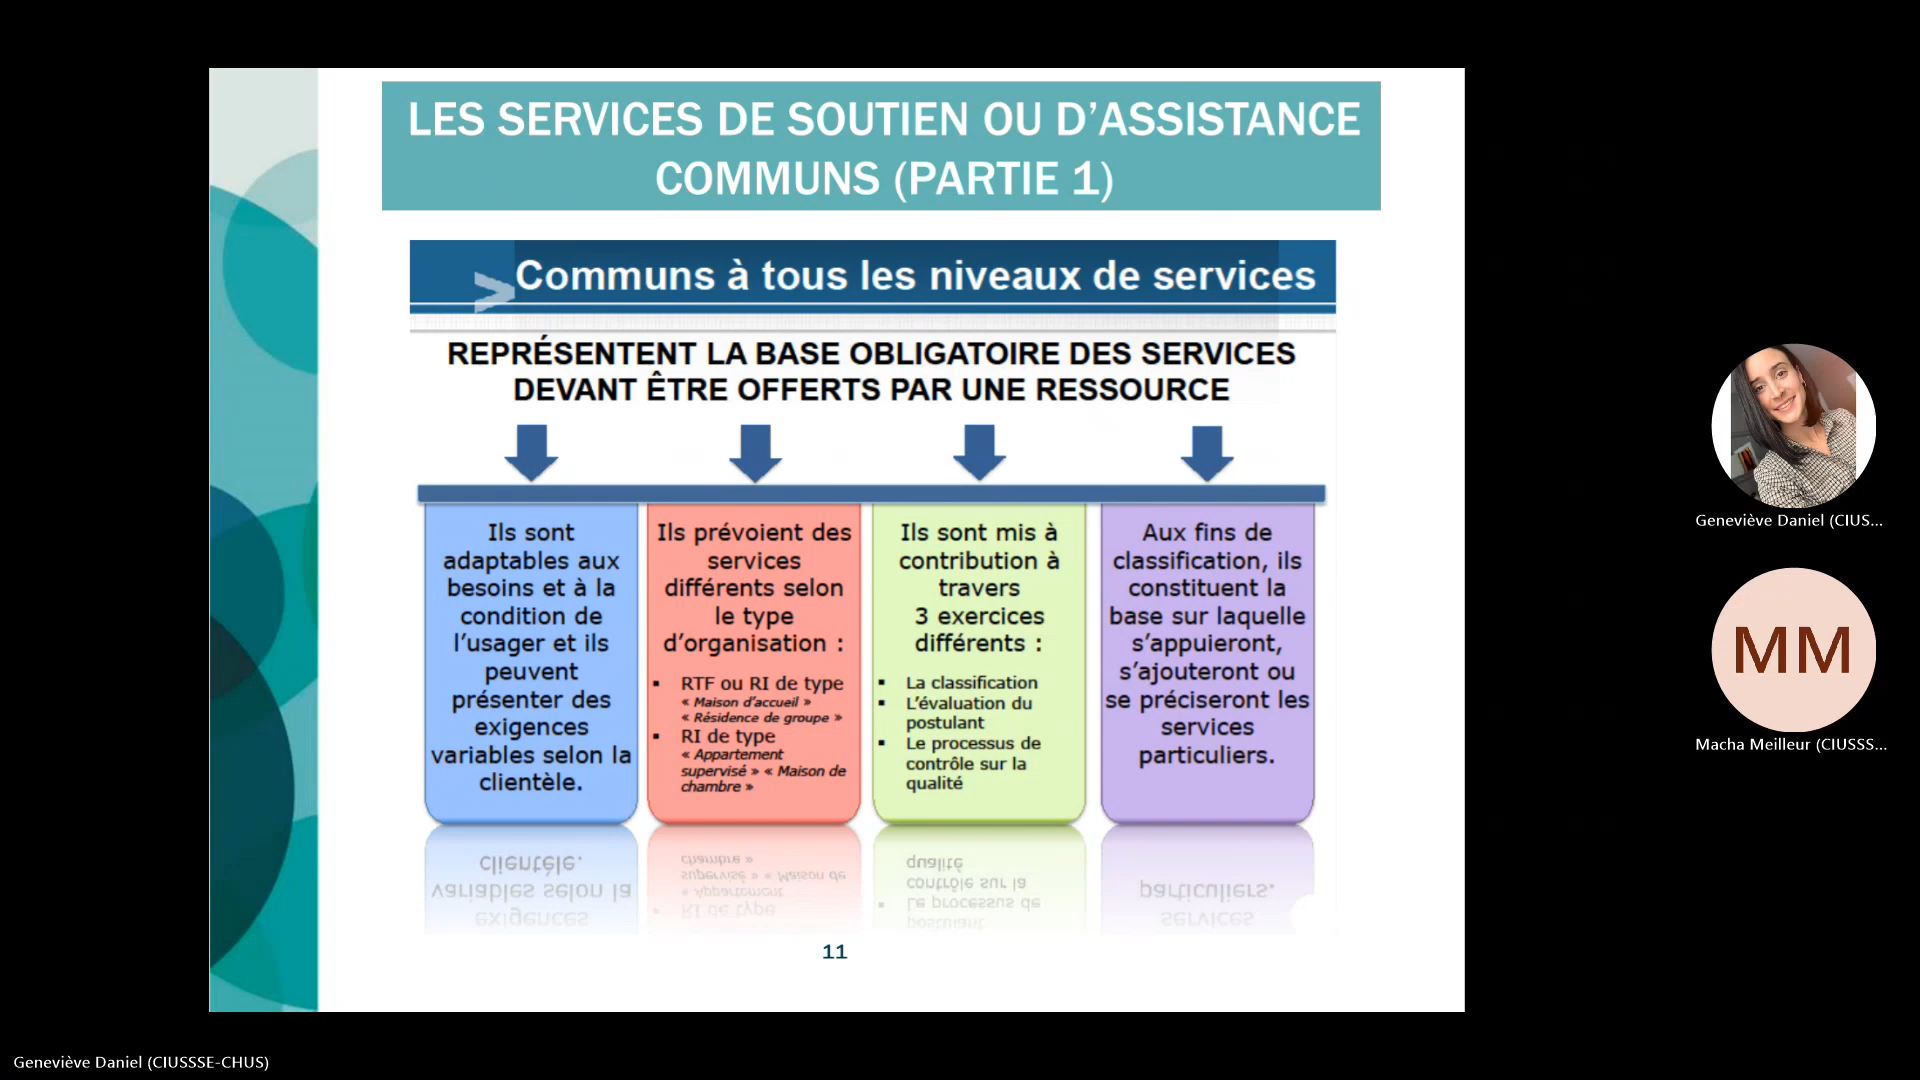 LES SERVICES DE SOUTIEN OU D'ASSISTANCE
COMMUNS (PARTIE 1)
> Communs à tous les niveaux de services
REPRÉSENTENT LA BASE OBLIGATOIRE DES SERVICES
DEVANT ÊTRE OFFERTS PAR UNE RESSOURCE
Ils sont
adaptables aux
besoins et à la
condition de
l'usager et ils
peuvent
présenter des
exigences
variables selon la
clientèle.
Ils prévoient des
services
différents selon
le type
d'organisation :
▪ RTF ou RI de type
« Maison d'accueil »
« Résidence de groupe »
▪ RI de type
« Appartement
supervisé » « Maison de
chambre »
Ils sont mis à
contribution à
travers
3 exercices
différents :
▪ La classification
▪ L'évaluation du
postulant
▪ Le processus de
contrôle sur la
qualité
Aux fins de
classification, ils
constituent la
base sur laquelle
s'appuieront,
s'ajouteront ou
se préciseront les
services
particuliers.
11
Geneviève Daniel (CIUS...
MM
Macha Meilleur (CIUSSS...
Geneviève Daniel (CIUSSSE-CHUS)